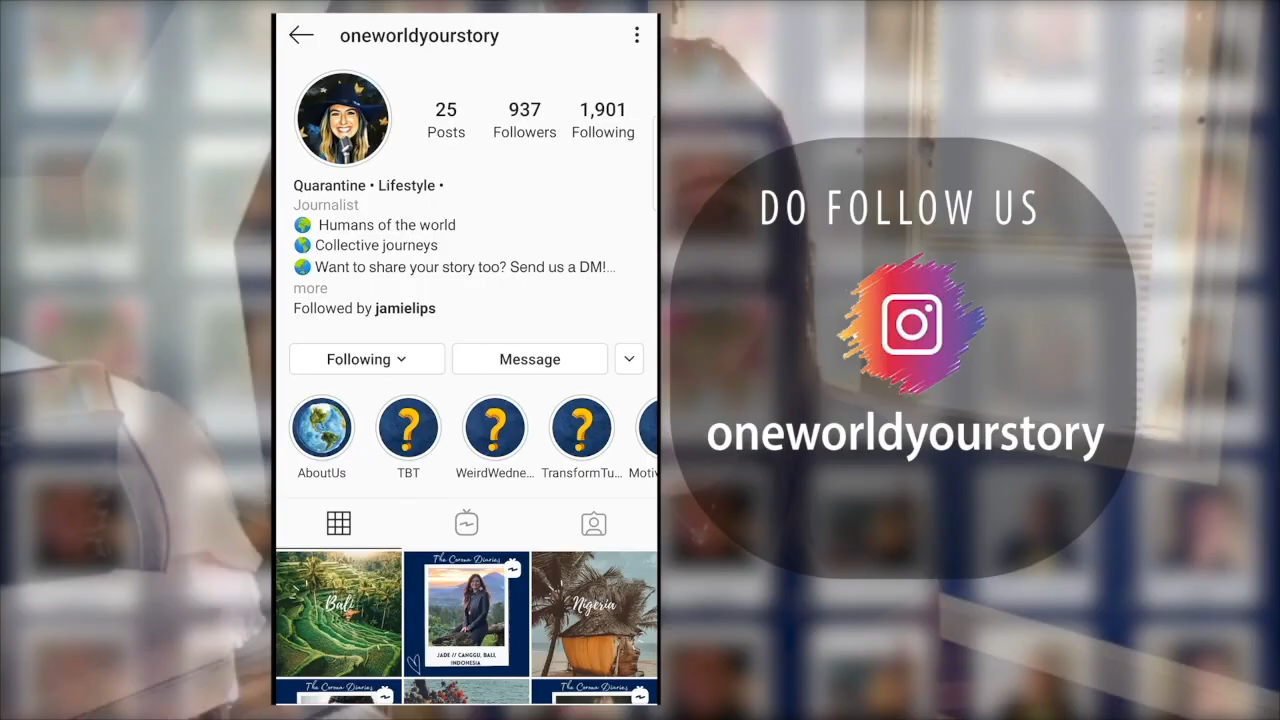 oneworldyourstory
25
Posts
937
Followers
1,901
Following
Quarantine • Lifestyle •
Journalist
Humans of the world
Collective journeys
Want to share your story too? Send us a DM!...
more
Followed by jamielips
Following
Message
AboutUs
TBT
WeirdWedne...
TransformTu...
Moti
Bali
The Corona Diaries
JADE // CANGGU, BALI,
INDONESIA
Nigeria
The Corona Diaries
The Corona Diaries
DO FOLLOW US
oneworldyourstory